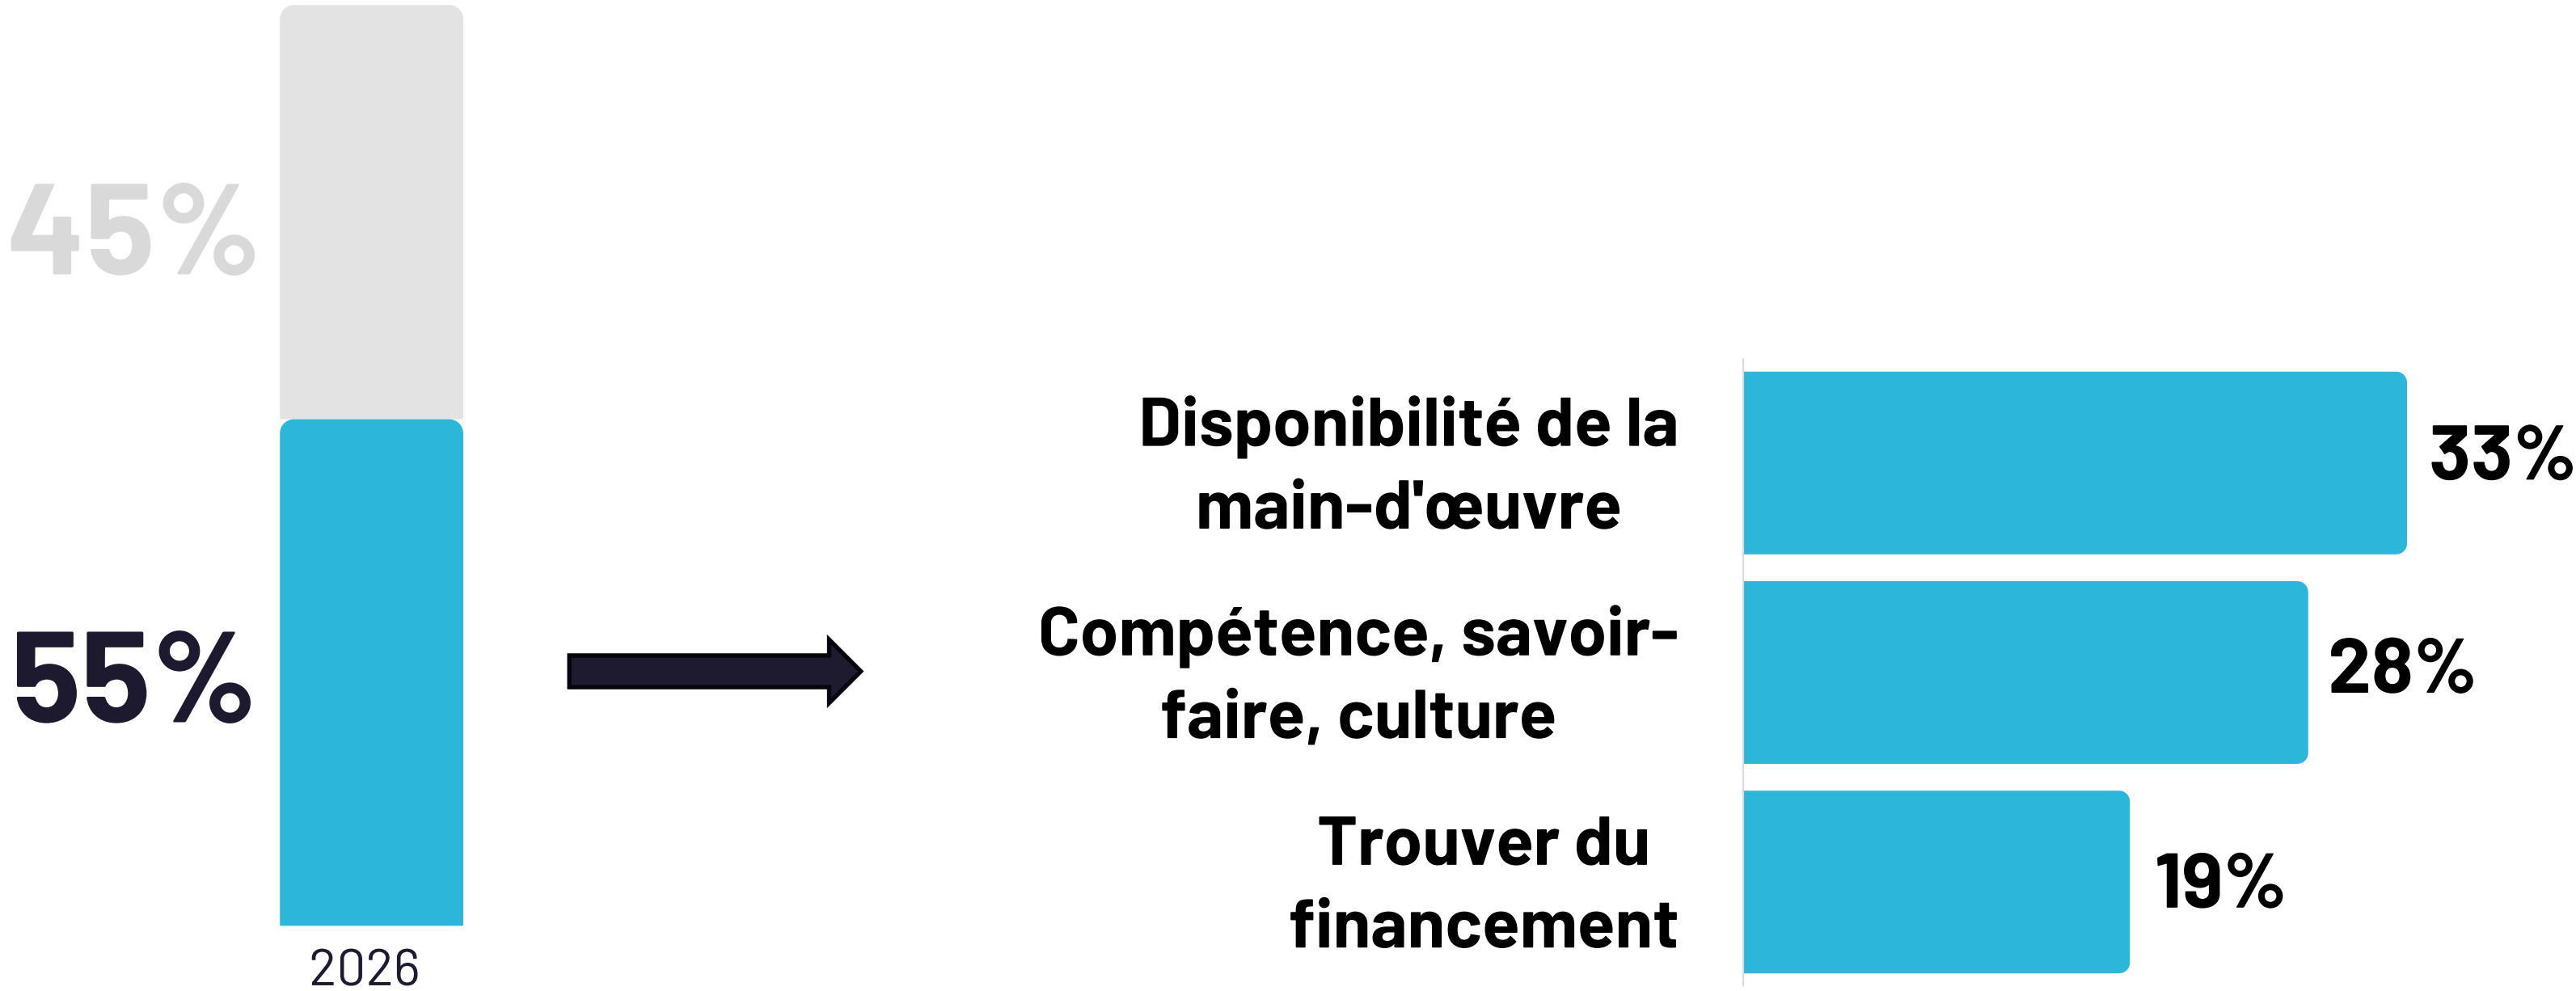 45%
55%
2026
Disponibilité de la
main-d'œuvre
33%
Compétence, savoir-
faire, culture
28%
Trouver du
financement
19%